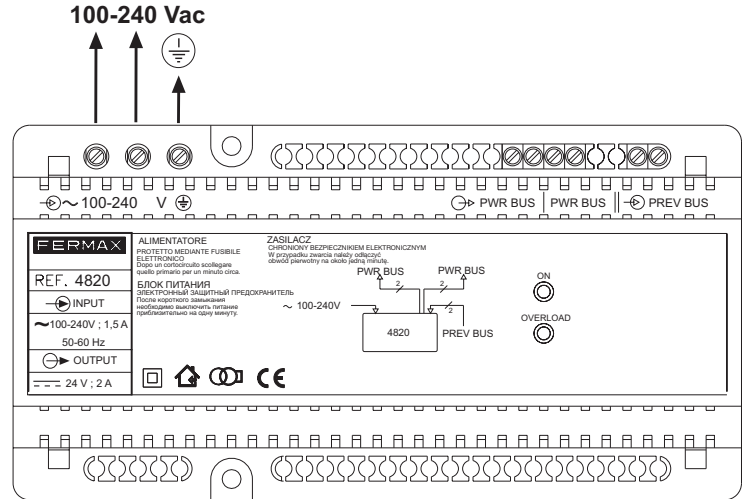 100-240 Vac
~ 100-240 V
PWR BUS | PWR BUS || PREV BUS
FERMAX
REF. 4820
INPUT
~100-240V ; 1,5 A
50-60 Hz
OUTPUT
24 V ; 2 A
ALIMENTATORE
PROTETTO MEDIANTE FUSIBILE
ELETTRONICO
Dopo un cortocircuito scollegare
quello primario per un minuto circa.
БЛОК ПИТАНИЯ
ЭЛЕКТРОННЫЙ ЗАЩИТНЫЙ ПРЕДОХРАНИТЕЛЬ
После короткого замыкания
необходимо выключить питание
приблизительно на одну минуту.
ZASILACZ
CHRONIONY BEZPIECZNIKIEM ELEKTRONICZNYM
W przypadku zwarcia należy odłączyć
obwód pierwotny na około jedną minutę.
PWR BUS PWR BUS
2 2
~ 100-240V
2
4820
PREV BUS
ON
OVERLOAD
CE